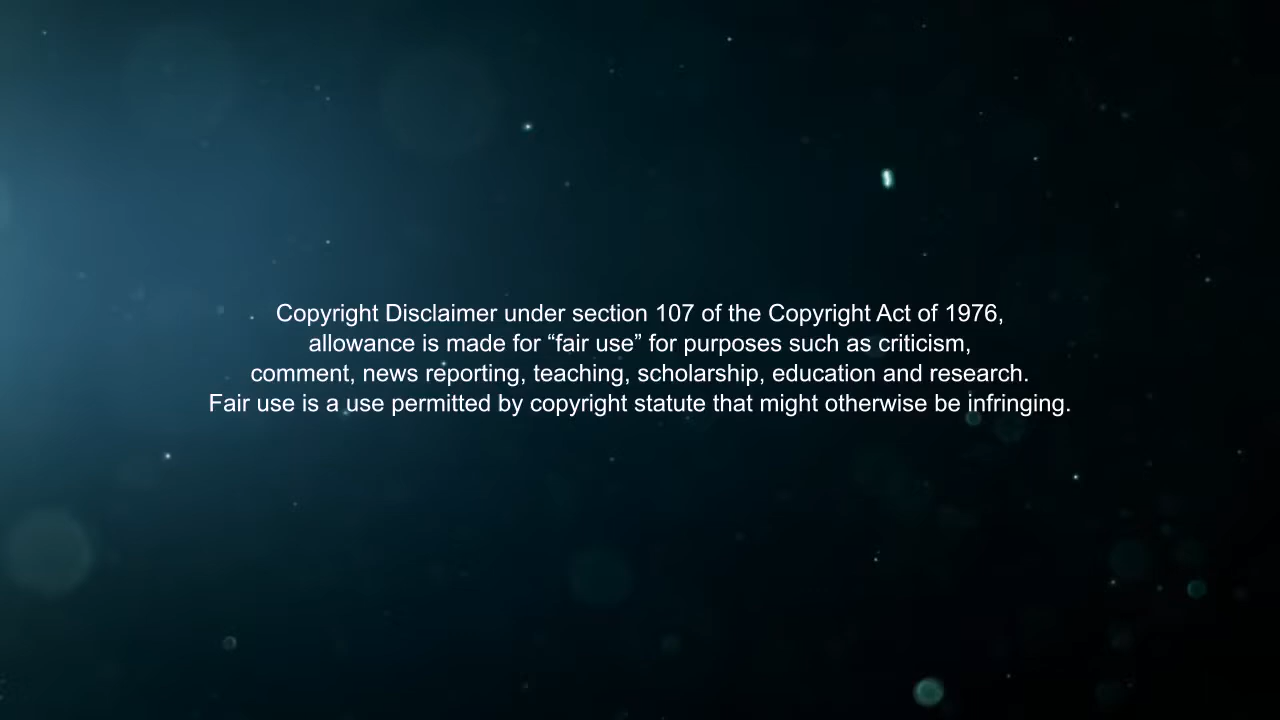 Copyright Disclaimer under section 107 of the Copyright Act of 1976,
allowance is made for “fair use” for purposes such as criticism,
comment, news reporting, teaching, scholarship, education and research.
Fair use is a use permitted by copyright statute that might otherwise be infringing.